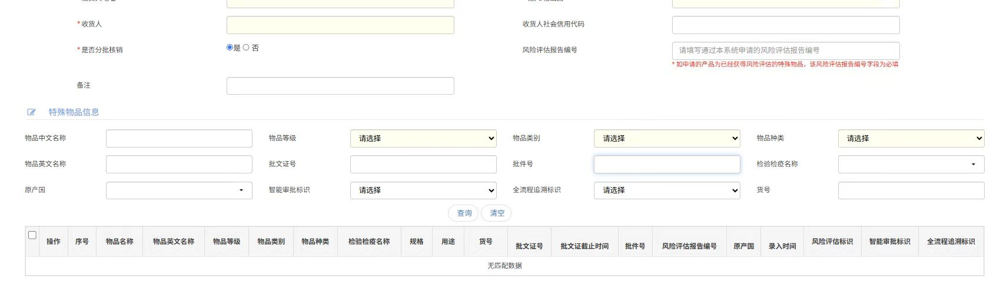 * 收货人
收货人社会信用代码
* 是否分批核销
是
否
风险评估报告编号
请填写通过本系统申请的风险评估报告编号
* 如申请的产品为已经获得风险评估的特殊物品，该风险评估报告编号字段为必填
备注
特殊物品信息
物品中文名称
物品等级
请选择
物品类别
请选择
物品种类
请选择
物品英文名称
批文证号
批件号
检验检疫名称
原产国
智能审批标识
请选择
全流程追溯标识
请选择
货号
查询
清空
操作
序号
物品名称
物品英文名称
物品等级
物品类别
物品种类
检验检疫名称
规格
用途
货号
批文证号
批文证截止时间
批件号
风险评估报告编号
原产国
录入时间
风险评估标识
智能审批标识
全流程追溯标识
无匹配数据